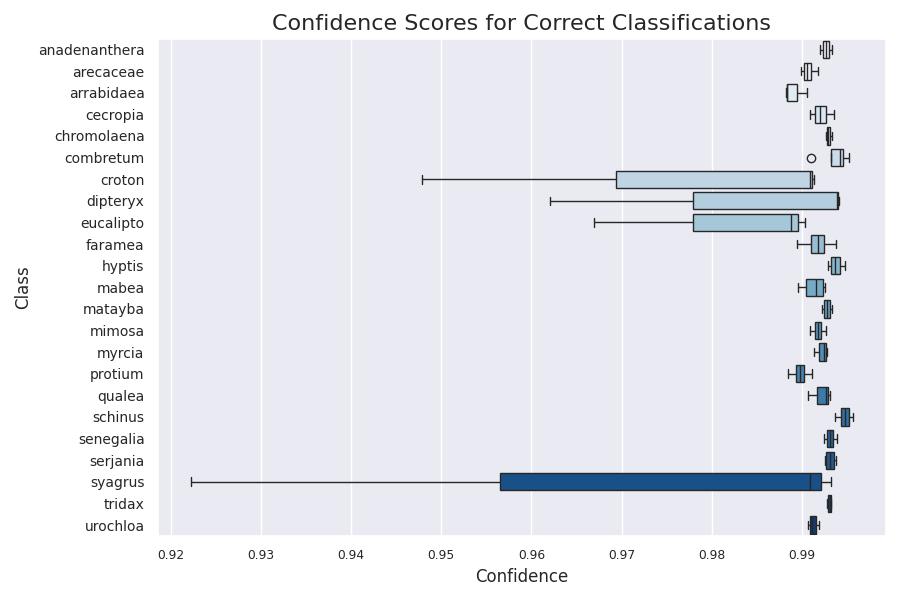 Confidence Scores for Correct Classifications
anadenanthera
arecaceae
arrabidaea
cecropia
chromolaena
combretum
croton
dipteryx
eucalipto
faramea
hyptis
mabea
matayba
mimosa
myrcia
protium
qualea
schinus
senegalia
serjania
syagrus
tridax
urochloa
Class
0.92 0.93 0.94 0.95 0.96 0.97 0.98 0.99
Confidence